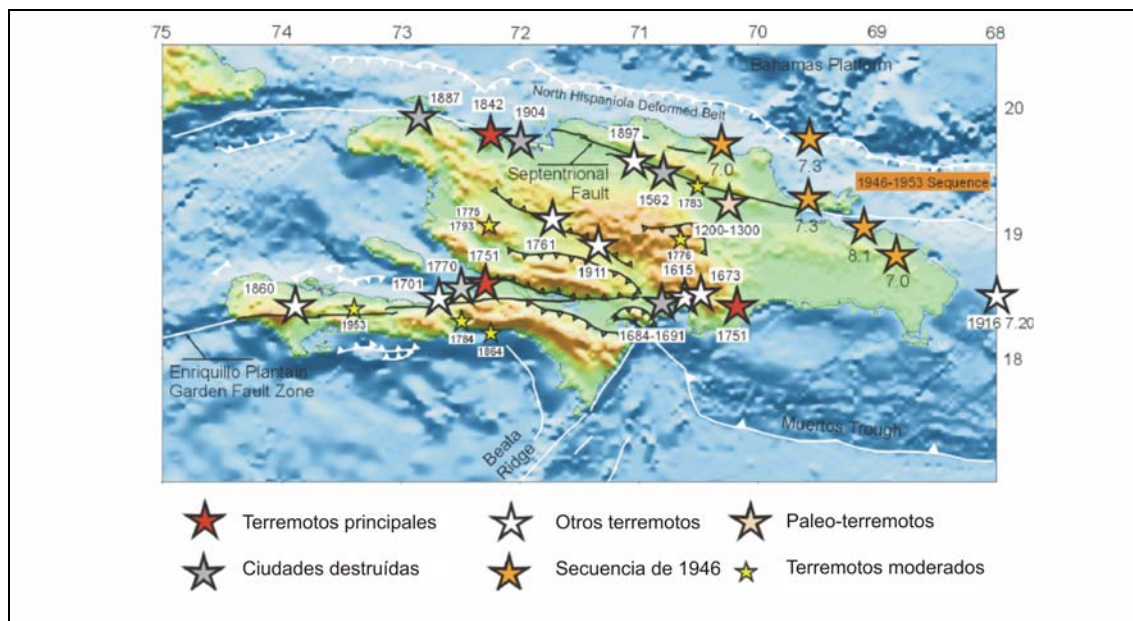 75 74 73 72 71 70 69 68
Bahamas Platform
20
North Hispaniola Deformed Belt
1887
1842
1904
1897
7.0
7.3
Septentrional
Fault
1562
1783
1946-1953 Sequence
7.3
1200-1300
1775
1793
19
1761
1911
1776
8.1
7.0
1770
1751
1615
1673
1860
1701
1953
1784
1864
1684-1691
1751
1916 7.20
18
Enriquillo Plantain
Garden Fault Zone
Beata
Ridge
Muertos Trough
Terremotos principales
Otros terremotos
Paleo-terremotos
Ciudades destruídas
Secuencia de 1946
Terremotos moderados